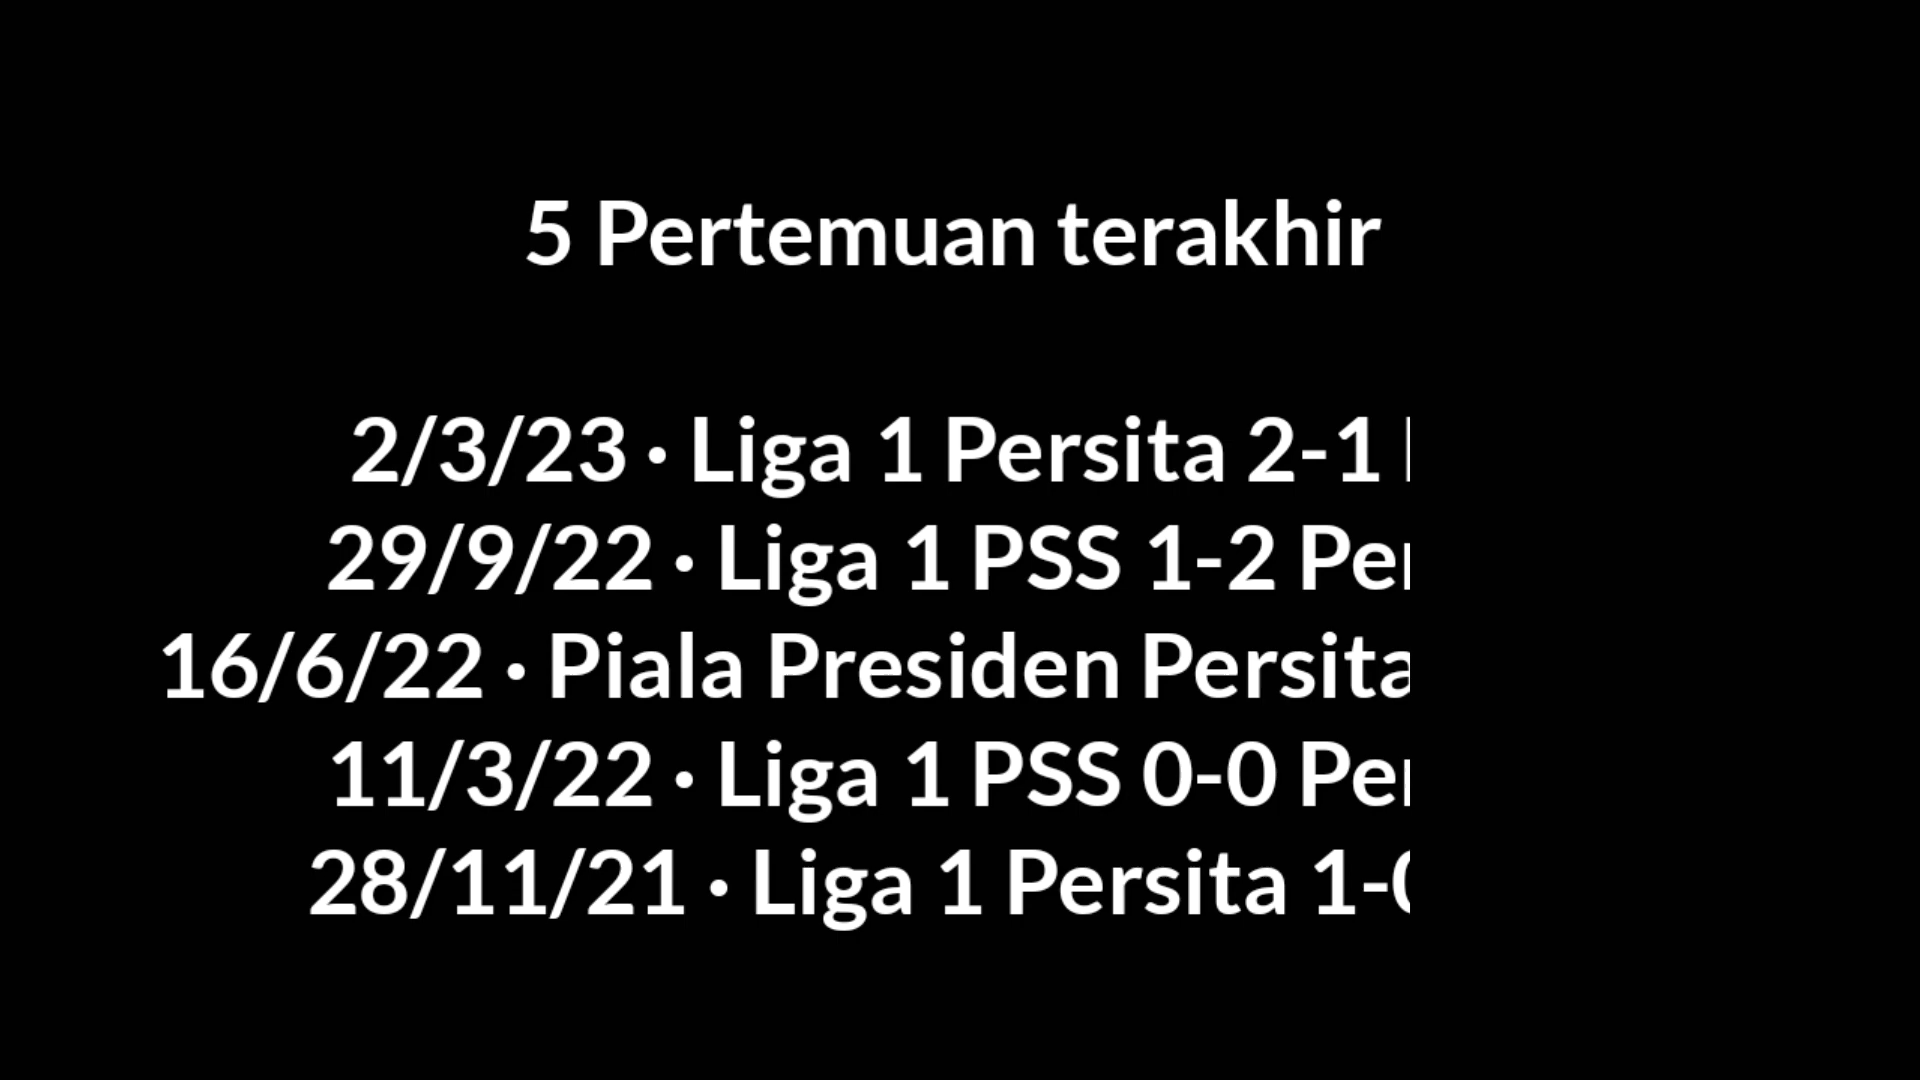 5 Pertemuan terakhir
2/3/23 · Liga 1 Persita 2-1
29/9/22 · Liga 1 PSS 1-2
16/6/22 · Piala Presiden Persita
11/3/22 · Liga 1 PSS 0-0
28/11/21 · Liga 1 Persita 1-0